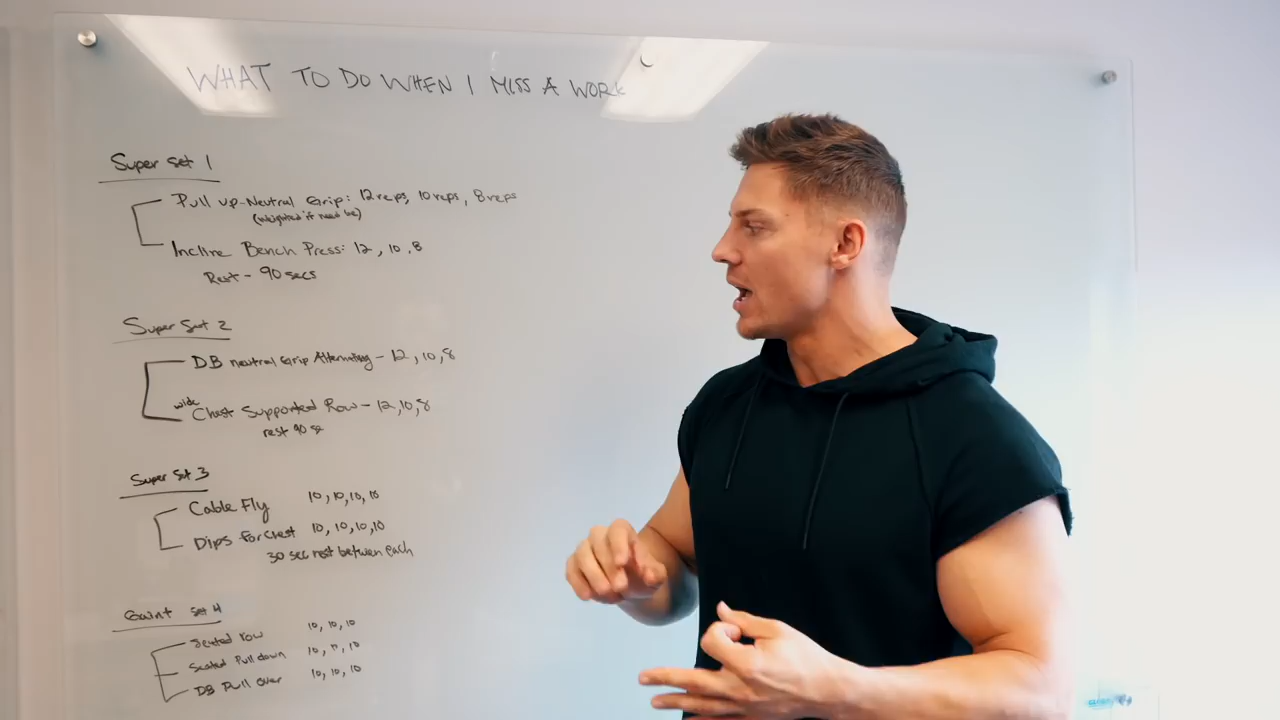 WHAT TO DO WHEN I MISS A WORK
Super set 1
Pull up-Neutral Grip: 12 reps, 10 reps, 8 reps
(weighted if need be)
Incline Bench Press: 12, 10, 8
Rest - 90 secs
Super Set 2
DB neutral Grip Alternating - 12, 10, 8
wide
Chest Supported Row - 12, 10, 8
rest 90
Super Set 3
Cable Fly 10, 10, 10, 10
Dips for Chest 10, 10, 10, 10
30 sec rest between each
Gaint Set 4
Seated row 10, 10, 10
Seated Pull down 10, 10
DB Pull Over 10, 10, 10